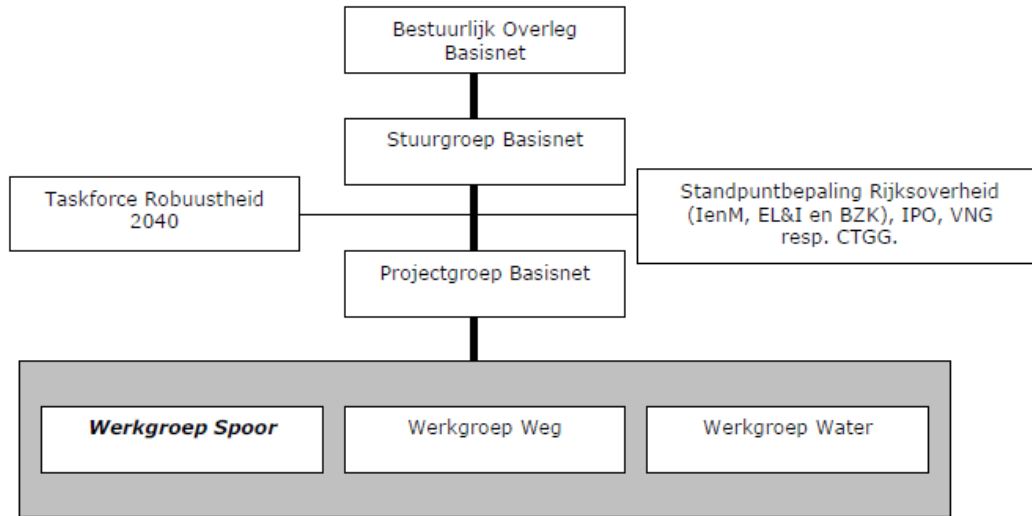 Bestuurlijk Overleg
Basisnet
Stuurgroep Basisnet
Taskforce Robuustheid
2040
Standpuntbepaling Rijksoverheid
(IenM, EL&I en BZK), IPO, VNG
resp. CTGG.
Projectgroep Basisnet
Werkgroep Spoor
Werkgroep Weg
Werkgroep Water